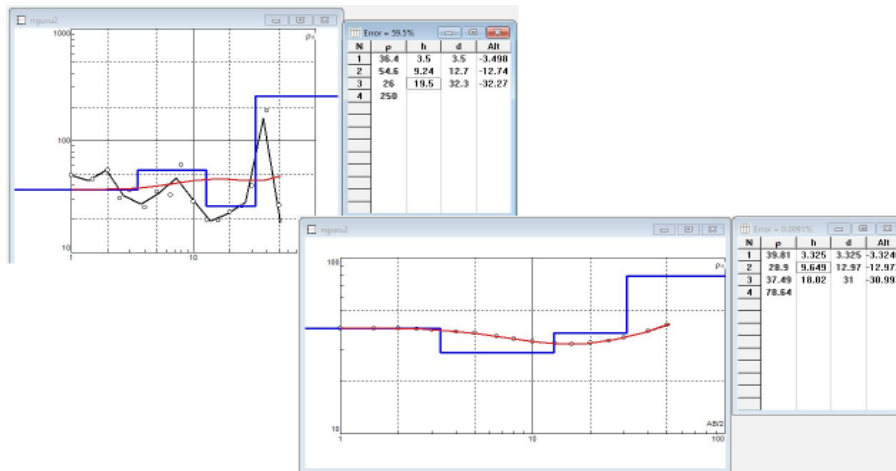 nguru2
1000
ρa
100
10
1
10
Error = 59.5%
N ρ h d Alt
1 36.4 3.5 3.5 -3.498
2 54.6 9.24 12.7 -12.74
3 26 19.5 32.3 -32.27
4 250
nguru2
100
ρa
10
AB/2
1
10
100
Error = 0.0091%
N ρ h d Alt
1 39.81 3.325 3.325 -3.324
2 28.9 9.649 12.97 -12.97
3 37.49 18.02 31 -30.99
4 78.64